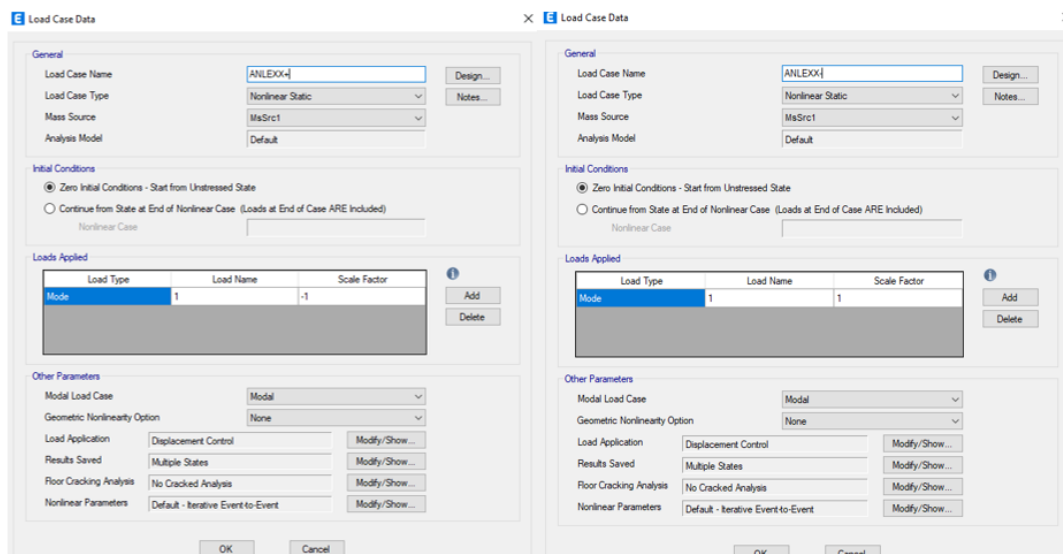 Load Case Data
General
Load Case Name ANLEXX+ Design...
Load Case Type Nonlinear Static Notes...
Mass Source MsSrc1
Analysis Model Default
Initial Conditions
Zero Initial Conditions - Start from Unstressed State
Continue from State at End of Nonlinear Case (Loads at End of Case ARE Included)
Nonlinear Case
Loads Applied
Load Type Load Name Scale Factor
Mode 1 -1
Add
Delete
Other Parameters
Modal Load Case Modal
Geometric Nonlinearity Option None
Load Application Displacement Control Modify/Show...
Results Saved Multiple States Modify/Show...
Floor Cracking Analysis No Cracked Analysis Modify/Show...
Nonlinear Parameters Default - Iterative Event-to-Event Modify/Show...
OK Cancel
Load Case Data
General
Load Case Name ANLEXX- Design...
Load Case Type Nonlinear Static Notes...
Mass Source MsSrc1
Analysis Model Default
Initial Conditions
Zero Initial Conditions - Start from Unstressed State
Continue from State at End of Nonlinear Case (Loads at End of Case ARE Included)
Nonlinear Case
Loads Applied
Load Type Load Name Scale Factor
Mode 1 1
Add
Delete
Other Parameters
Modal Load Case Modal
Geometric Nonlinearity Option None
Load Application Displacement Control Modify/Show...
Results Saved Multiple States Modify/Show...
Floor Cracking Analysis No Cracked Analysis Modify/Show...
Nonlinear Parameters Default - Iterative Event-to-Event Modify/Show...
OK Cancel